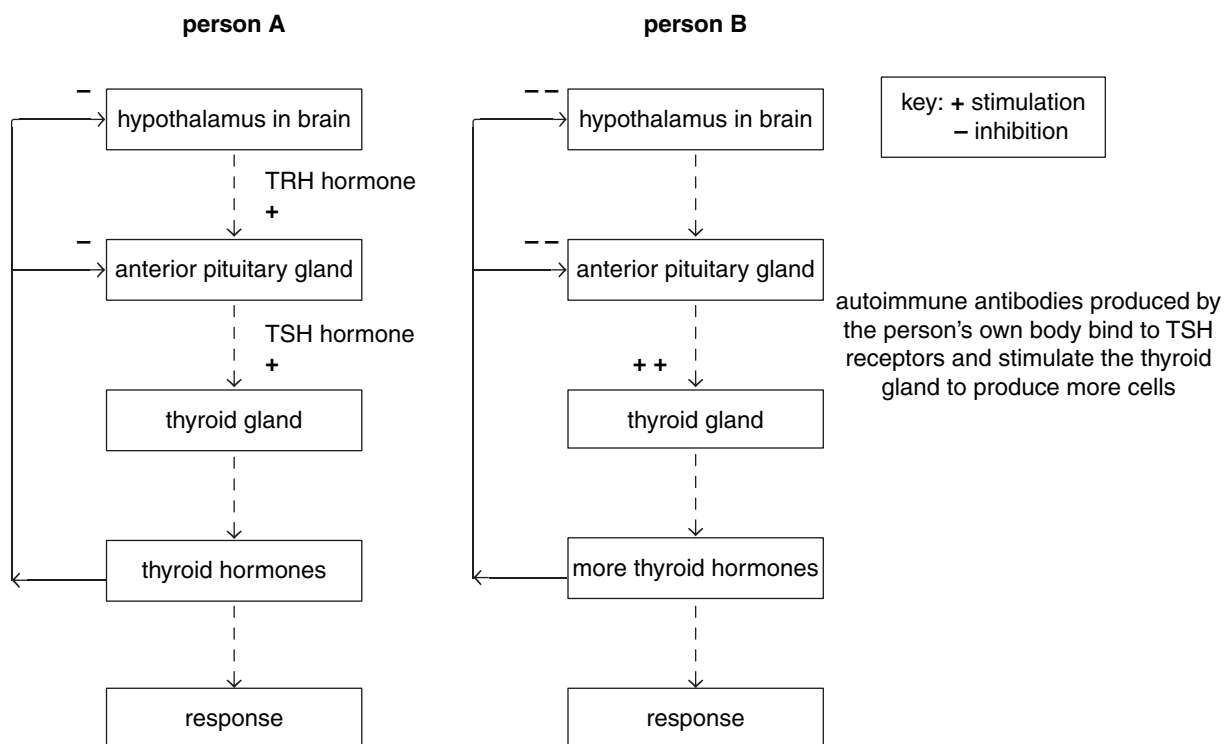 person A
− hypothalamus in brain
TRH hormone
+
− anterior pituitary gland
TSH hormone
+
thyroid gland
thyroid hormones
response
person B
− − hypothalamus in brain
− − anterior pituitary gland
+ +
thyroid gland
more thyroid hormones
response
key: + stimulation
− inhibition
autoimmune antibodies produced by
the person’s own body bind to TSH
receptors and stimulate the thyroid
gland to produce more cells